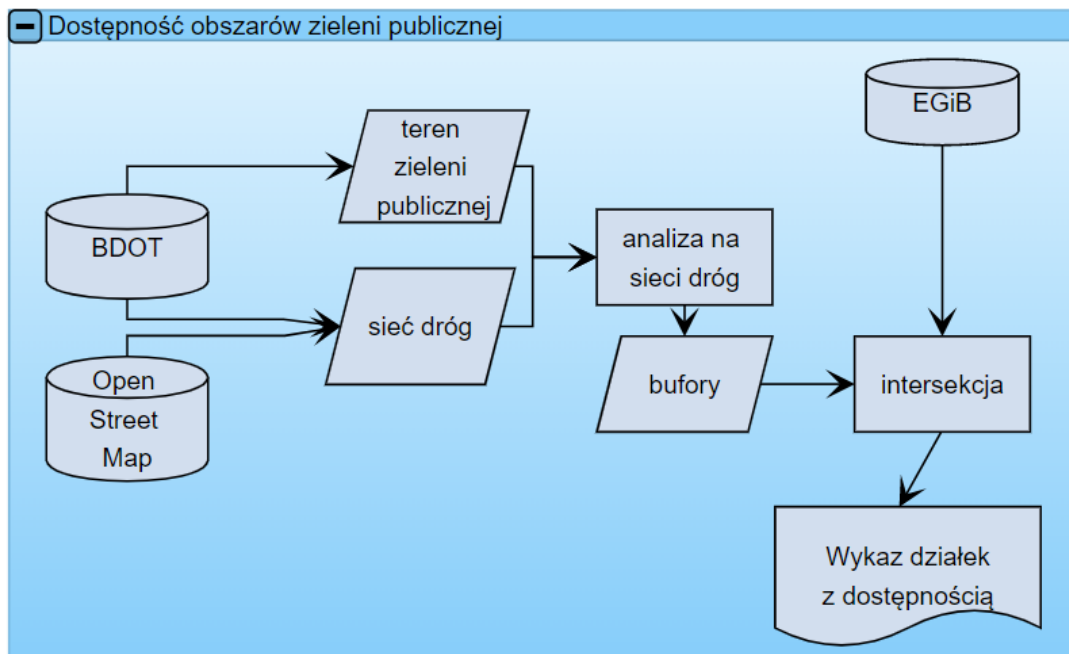 Dostępność obszarów zieleni publicznej
EGiB
teren
zieleni
publicznej
BDOT
analiza na
sieci dróg
sieć dróg
Open
Street
Map
bufory
intersekcja
Wykaz działek
z dostępnością